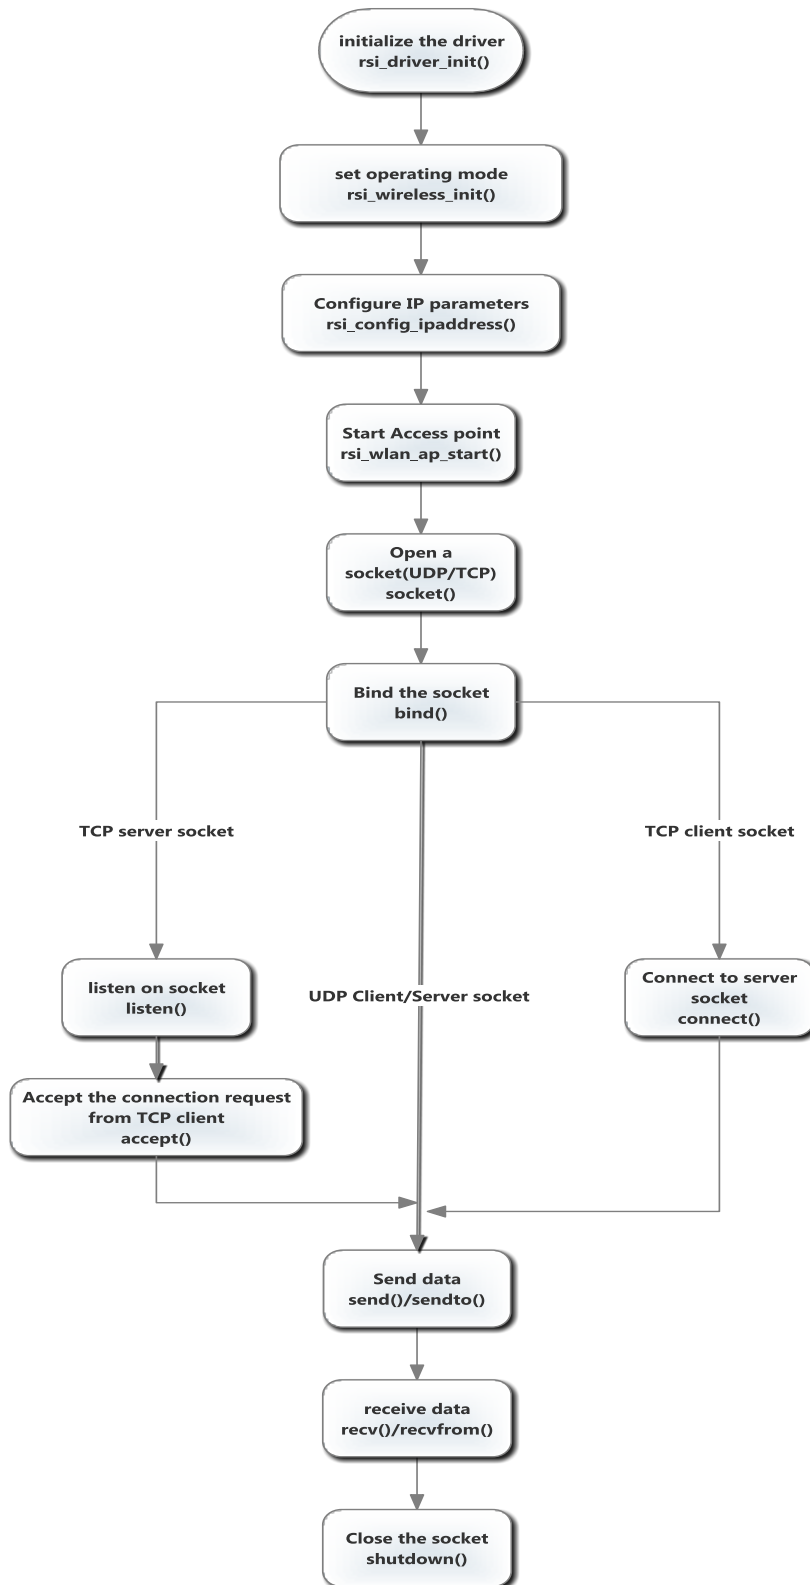 initialize the driver
rsi_driver_init()
set operating mode
rsi_wireless_init()
Configure IP parameters
rsi_config_ipaddress()
Start Access point
rsi_wlan_ap_start()
Open a
socket(UDP/TCP)
socket()
Bind the socket
bind()
TCP server socket
TCP client socket
listen on socket
listen()
UDP Client/Server socket
Connect to server
socket
connect()
Accept the connection request
from TCP client
accept()
Send data
send()/sendto()
receive data
recv()/recvfrom()
Close the socket
shutdown()